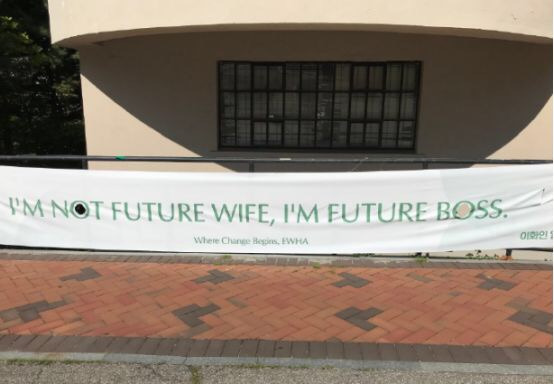 I'M NOT FUTURE WIFE, I'M FUTURE BOSS.
Where Change Begins, EWHA
이화인